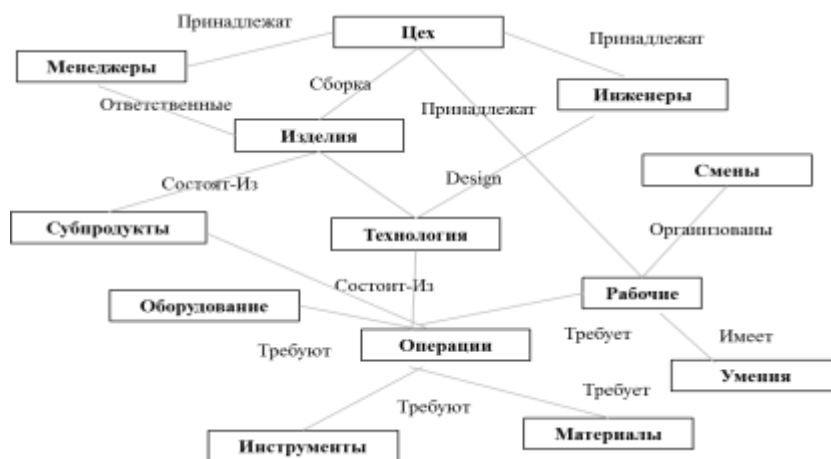 Принадлежат
Цех
Принадлежат
Менеджеры
Сборка
Инженеры
Ответственные
Принадлежат
Изделия
Смены
Состоят-Из
Design
Субпродукты
Технология
Организованы
Состоит-Из
Оборудование
Рабочие
Требуют
Операции
Требует
Имеет
Умения
Требует
Требуют
Инструменты
Материалы